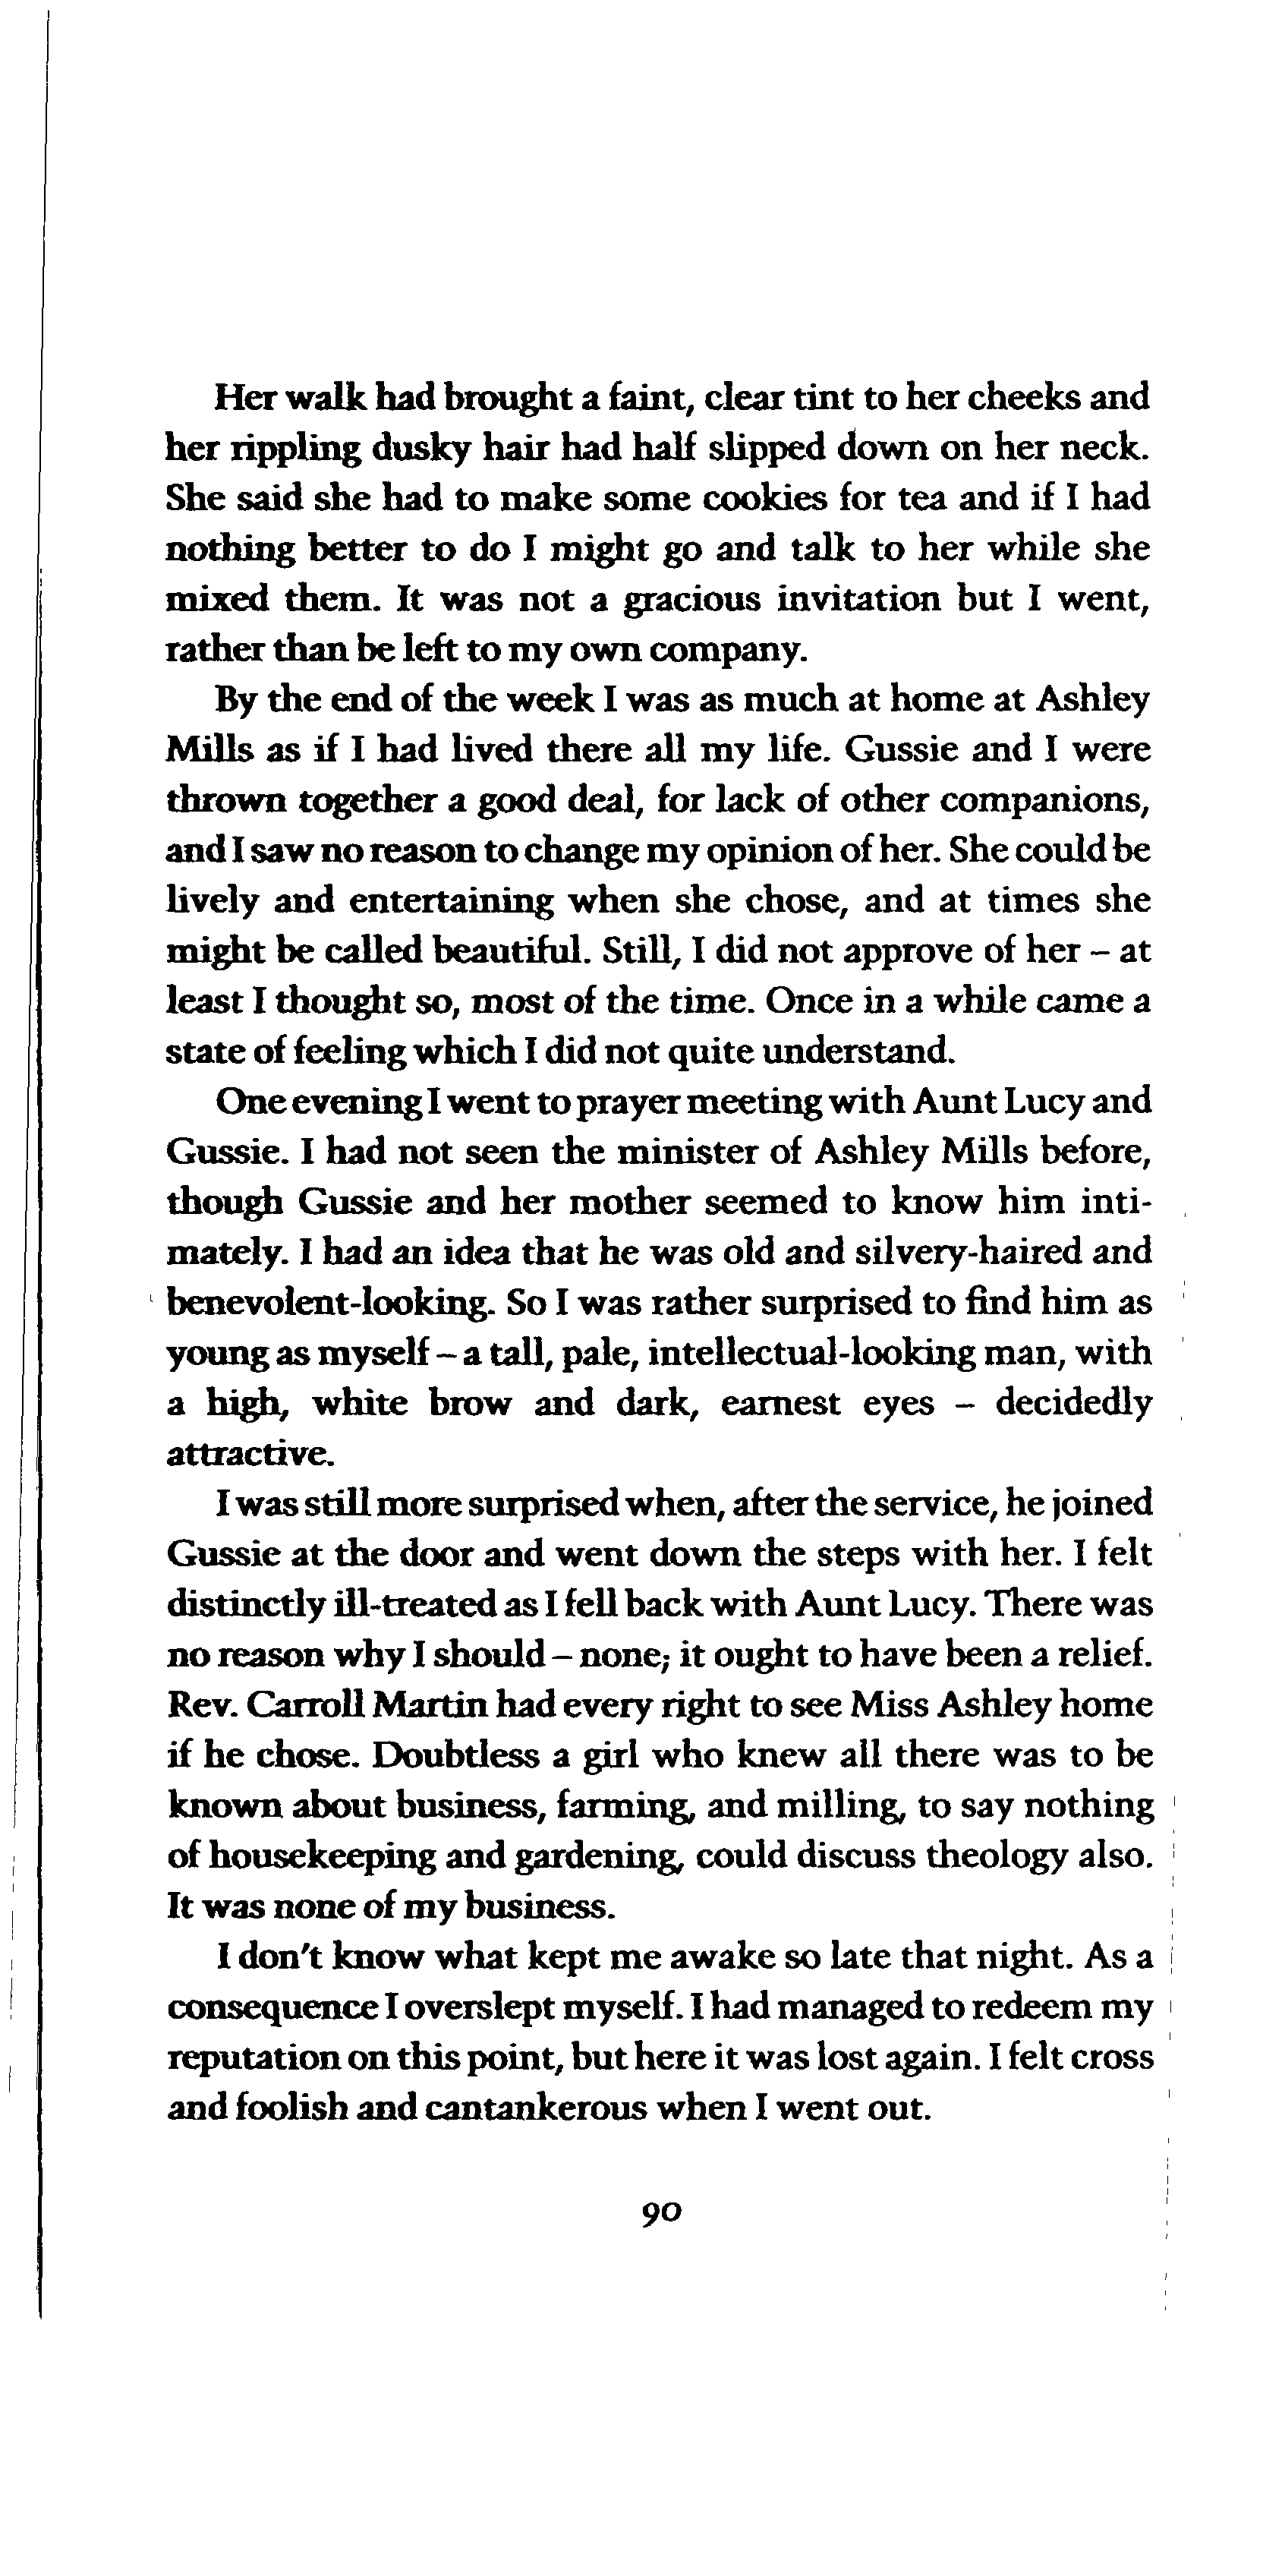 Her walk had brought a faint, clear tint to her cheeks and
her rippling dusky hair had half slipped down on her neck.
She said she had to make some cookies for tea and if I had
nothing better to do I might go and talk to her while she
mixed them. It was not a gracious invitation but I went,
rather than be left to my own company.
By the end of the week I was as much at home at Ashley
Mills as if I had lived there all my life. Gussie and I were
thrown together a good deal, for lack of other companions,
and I saw no reason to change my opinion of her. She could be
lively and entertaining when she chose, and at times she
might be called beautiful. Still, I did not approve of her – at
least I thought so, most of the time. Once in a while came a
state of feeling which I did not quite understand.
One evening I went to prayer meeting with Aunt Lucy and
Gussie. I had not seen the minister of Ashley Mills before,
though Gussie and her mother seemed to know him inti-
mately. I had an idea that he was old and silvery-haired and
benevolent-looking. So I was rather surprised to find him as
young as myself – a tall, pale, intellectual-looking man, with
a high, white brow and dark, earnest eyes – decidedly
attractive.
I was still more surprised when, after the service, he joined
Gussie at the door and went down the steps with her. I felt
distinctly ill-treated as I fell back with Aunt Lucy. There was
no reason why I should – none; it ought to have been a relief.
Rev. Carroll Martin had every right to see Miss Ashley home
if he chose. Doubtless a girl who knew all there was to be
known about business, farming, and milling, to say nothing
of housekeeping and gardening, could discuss theology also.
It was none of my business.
I don't know what kept me awake so late that night. As a
consequence I overslept myself. I had managed to redeem my
reputation on this point, but here it was lost again. I felt cross
and foolish and cantankerous when I went out.
90